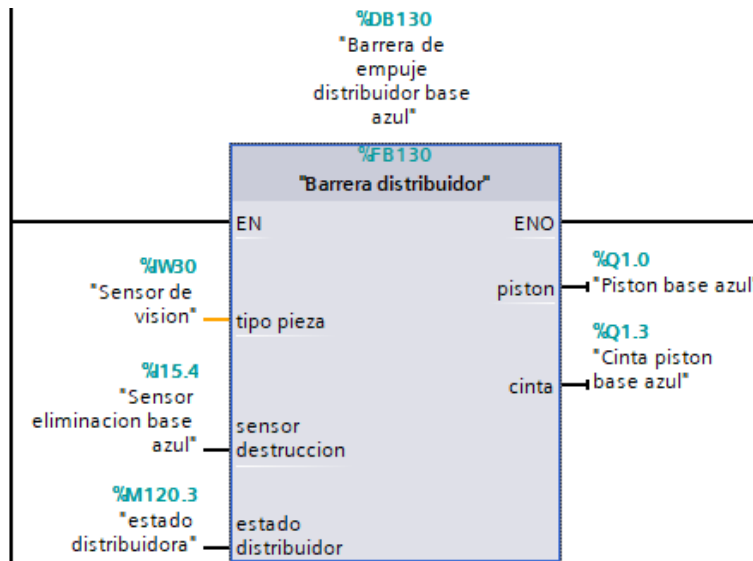 %DB130
"Barrera de
empuje
distribuidor base
azul"
%FB130
"Barrera distribuidor"
EN
ENO
%IW30
"Sensor de
vision"
tipo pieza
%I15.4
"Sensor
eliminacion base
azul"
sensor
destruccion
%M120.3
"estado
distribuidora"
estado
distribuidor
piston
%Q1.0
"Piston base azul"
cinta
%Q1.3
"Cinta piston
base azul"